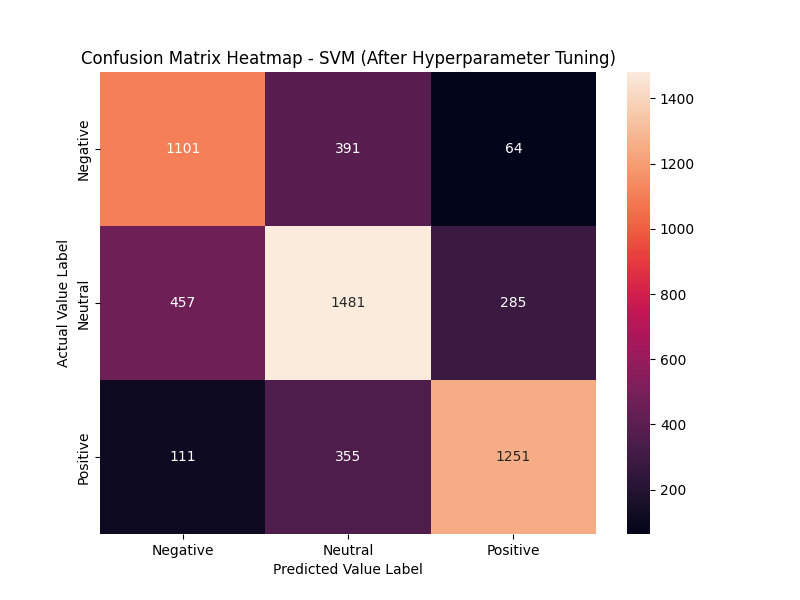 Confusion Matrix Heatmap - SVM (After Hyperparameter Tuning)
Actual Value Label
Negative
1101 391 64
Neutral
457 1481 285
Positive
111 355 1251
Negative Neutral Positive
Predicted Value Label
1400
1200
1000
800
600
400
200